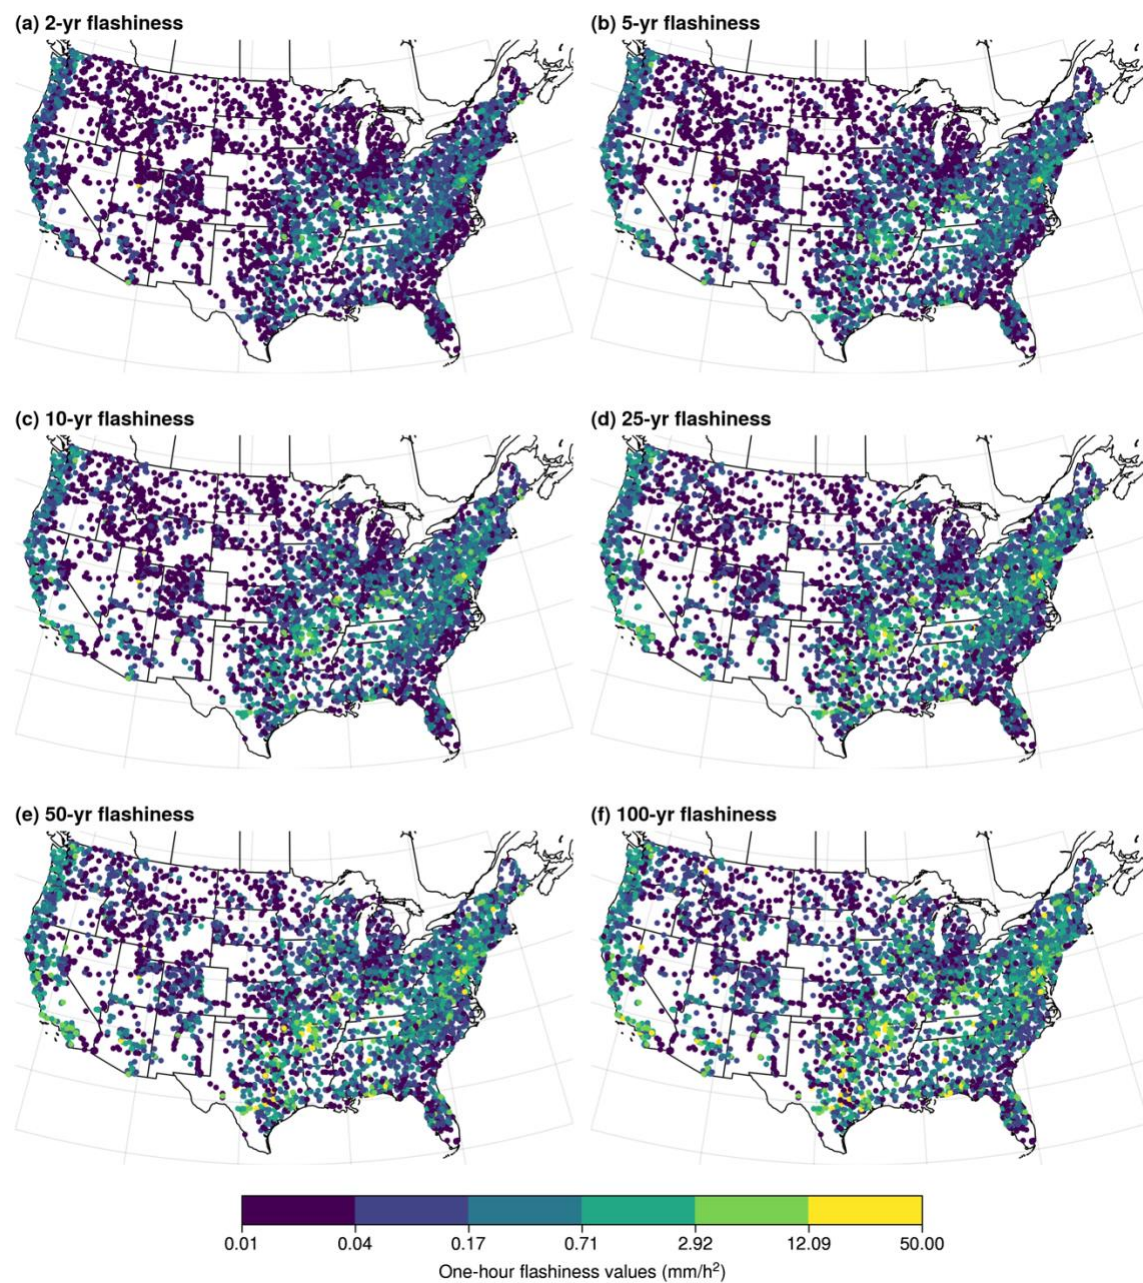 (a) 2-yr flashiness
(b) 5-yr flashiness
(c) 10-yr flashiness
(d) 25-yr flashiness
(e) 50-yr flashiness
(f) 100-yr flashiness
0.01 0.04 0.17 0.71 2.92 12.09 50.00
One-hour flashiness values (mm/h²)